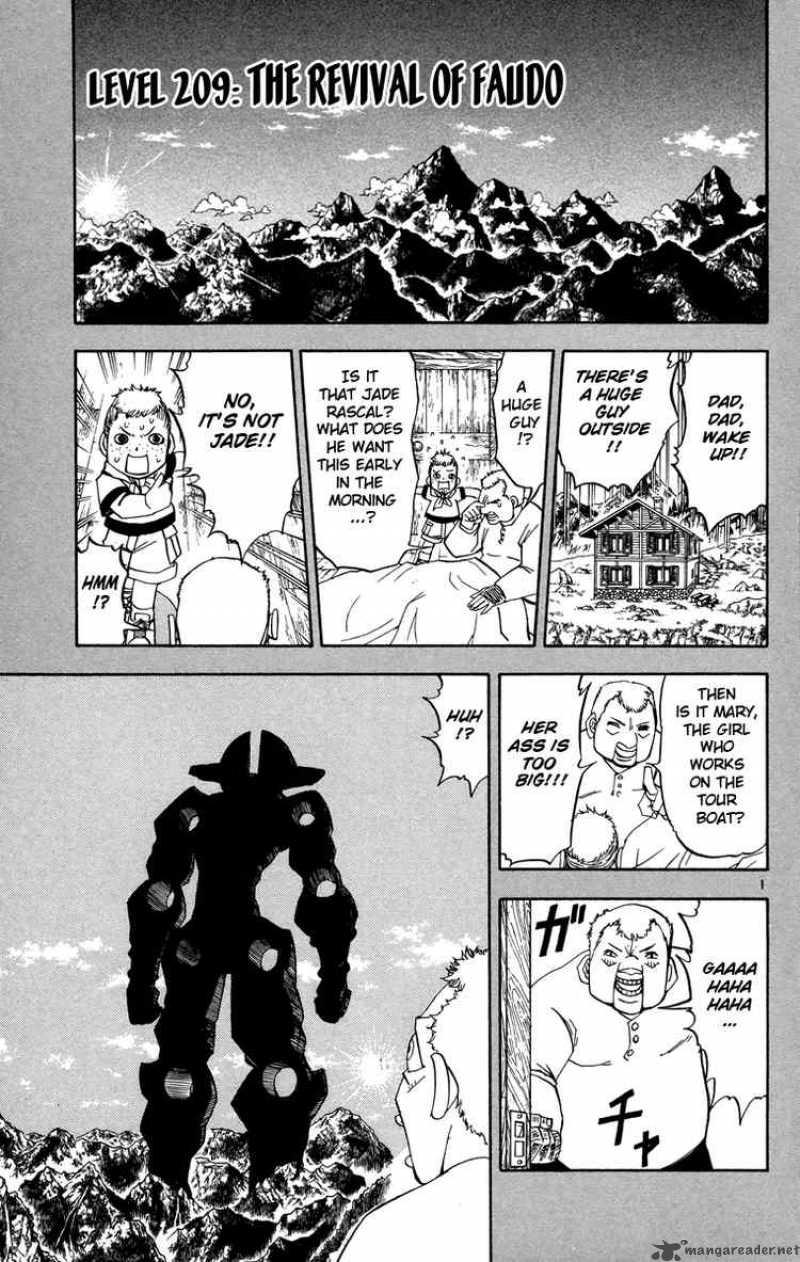 LEVEL 209: THE REVIVAL OF FAUDO
DAD,
DAD,
WAKE
UP!!
THERE'S
A HUGE
GUY
OUTSIDE
!!
A
HUGE
GUY
!?
IS IT
THAT JADE
RASCAL?
WHAT DOES
HE WANT
THIS EARLY
IN THE
MORNING
...?
NO,
IT'S NOT
JADE!!
HMM
!?
THEN
IS IT MARY,
THE GIRL
WHO
WORKS
ON THE
TOUR
BOAT?
HER
ASS IS
TOO
BIG!!!
1
GAAAA
HAHA
HAHA
...
ガ
チャ
HUH
!?
mangareader.net